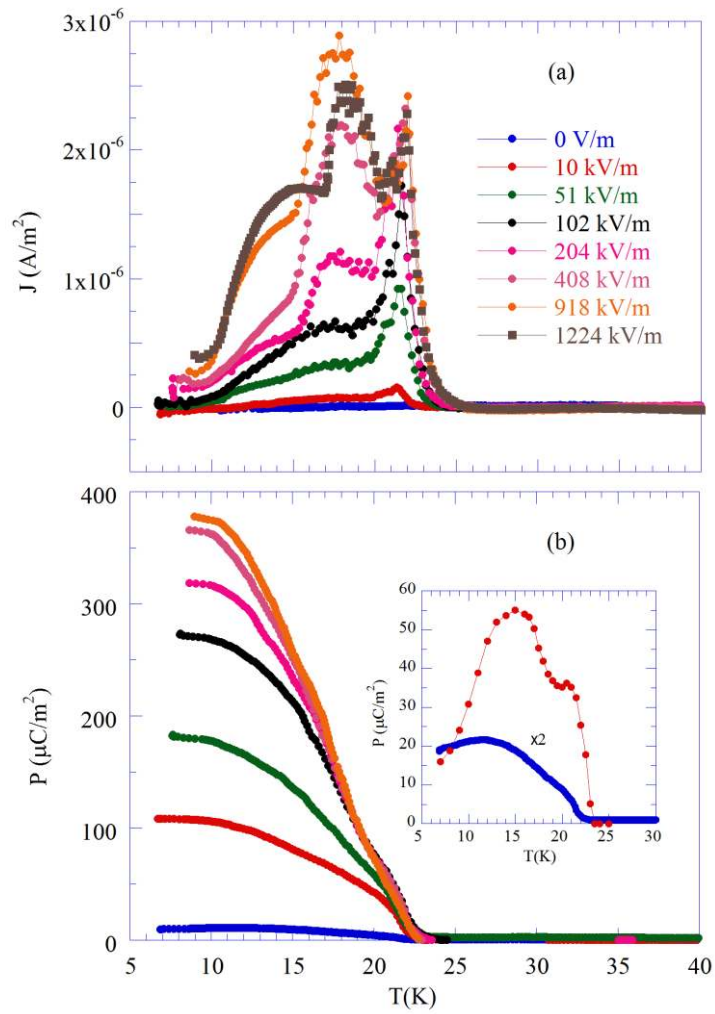 3x10⁻⁶
2x10⁻⁶
1x10⁻⁶
0
J (A/m²)
(a)
0 V/m
10 kV/m
51 kV/m
102 kV/m
204 kV/m
408 kV/m
918 kV/m
1224 kV/m
400
300
200
100
0
P (μC/m²)
(b)
60
50
40
30
20
10
0
P (μC/m²)
x2
5 10 15 20 25 30
T(K)
5 10 15 20 25 30 35 40
T(K)